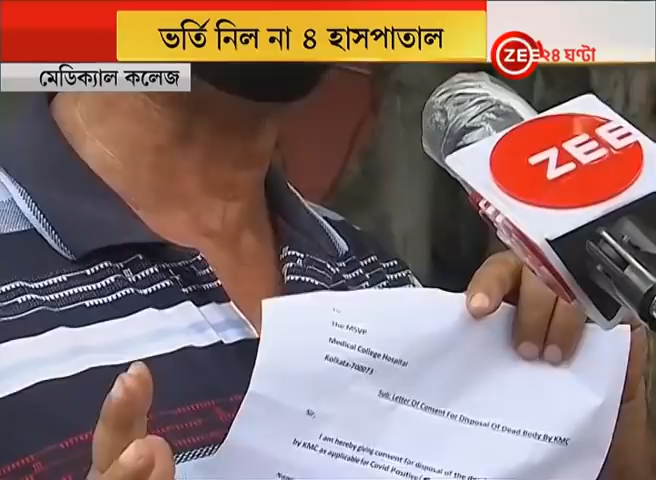 ভর্তি নিল না ৪ হাসপাতাল
ZEE ২৪ ঘণ্টা
মেডিক্যাল কলেজ
ZEE
The MSVP
Medical College Hospital
Kolkata-700073
Sub: Letter Of Consent For Disposal Of Dead Body By KMC
Sir,
I am hereby giving consent for disposal of the
by KMC as applicable for Covid Positive